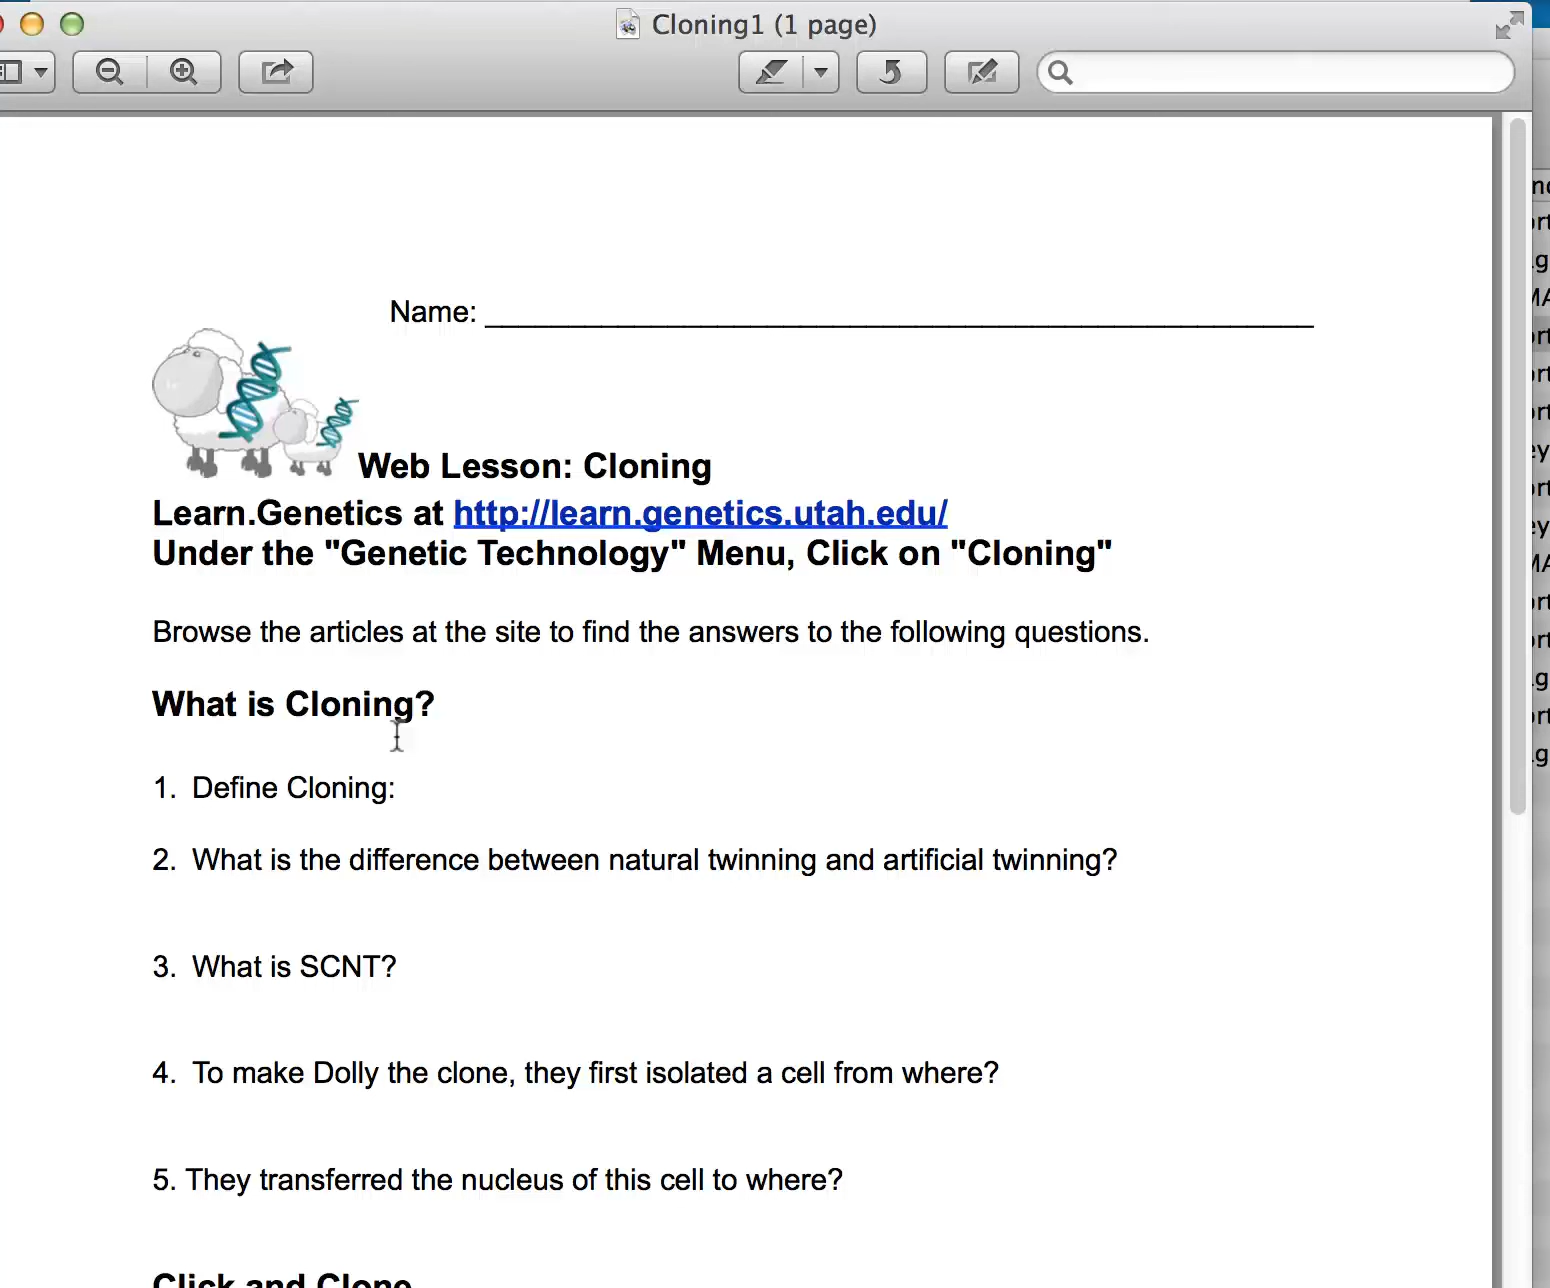 Cloning1 (1 page)
Name: ___________________________________________________
Web Lesson: Cloning
Learn.Genetics at http://learn.genetics.utah.edu/
Under the "Genetic Technology" Menu, Click on "Cloning"
Browse the articles at the site to find the answers to the following questions.
What is Cloning?
1. Define Cloning:
2. What is the difference between natural twinning and artificial twinning?
3. What is SCNT?
4. To make Dolly the clone, they first isolated a cell from where?
5. They transferred the nucleus of this cell to where?
Click and Clone